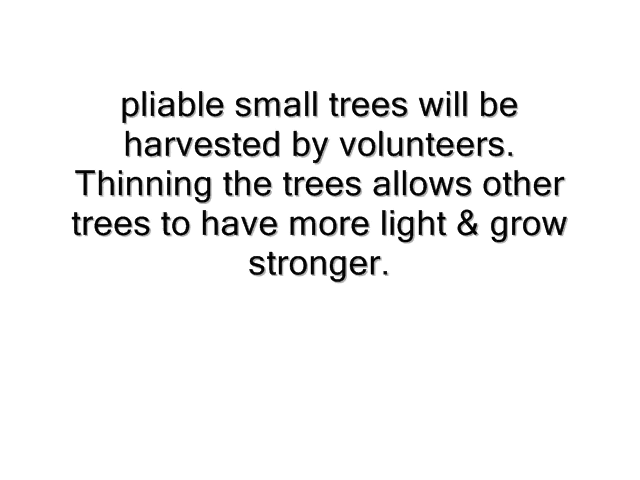 pliable small trees will be
harvested by volunteers.
Thinning the trees allows other
trees to have more light & grow
stronger.